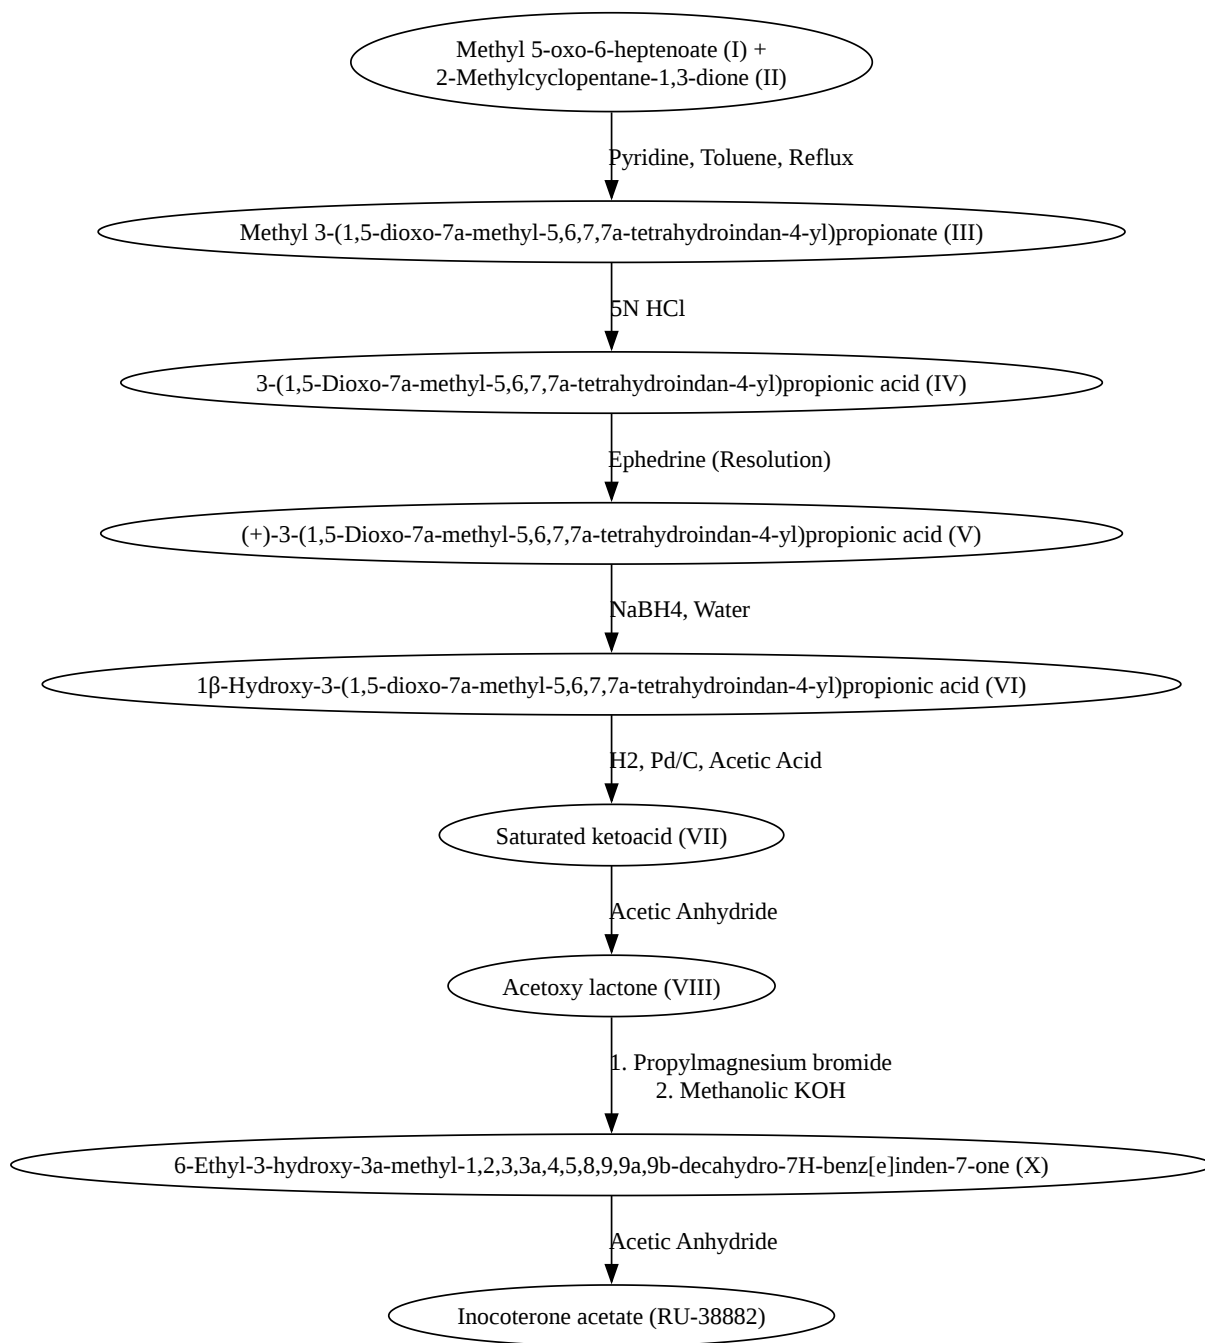 Methyl 5-oxo-6-heptenoate (I) +
2-Methylcyclopentane-1,3-dione (II)
Pyridine, Toluene, Reflux
Methyl 3-(1,5-dioxo-7a-methyl-5,6,7,7a-tetrahydroindan-4-yl)propionate (III)
5N HCl
3-(1,5-Dioxo-7a-methyl-5,6,7,7a-tetrahydroindan-4-yl)propionic acid (IV)
Ephedrine (Resolution)
(+)-3-(1,5-Dioxo-7a-methyl-5,6,7,7a-tetrahydroindan-4-yl)propionic acid (V)
NaBH4, Water
1β-Hydroxy-3-(1,5-dioxo-7a-methyl-5,6,7,7a-tetrahydroindan-4-yl)propionic acid (VI)
H2, Pd/C, Acetic Acid
Saturated ketoacid (VII)
Acetic Anhydride
Acetoxy lactone (VIII)
1. Propylmagnesium bromide
2. Methanolic KOH
6-Ethyl-3-hydroxy-3a-methyl-1,2,3,3a,4,5,8,9,9a,9b-decahydro-7H-benz[e]inden-7-one (X)
Acetic Anhydride
Inocoterone acetate (RU-38882)